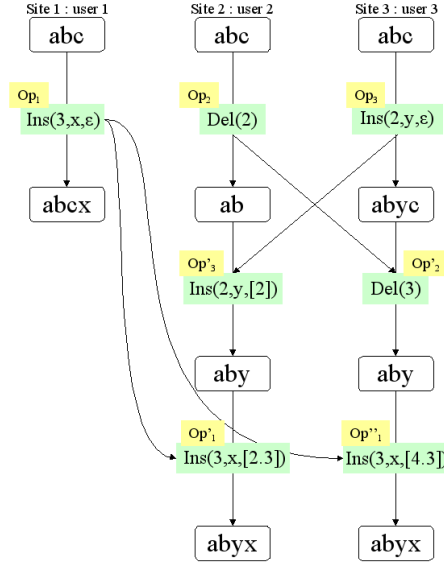 Site 1 : user 1 Site 2 : user 2 Site 3 : user 3
abc abc abc
Op1 Op2 Op3
Ins(3,x,ε) Del(2) Ins(2,y,ε)
abcx ab abyc
Op'3 Op'2
Ins(2,y,[2]) Del(3)
aby aby
Op'1 Op''1
Ins(3,x,[2.3]) Ins(3,x,[4.3])
abyx abyx